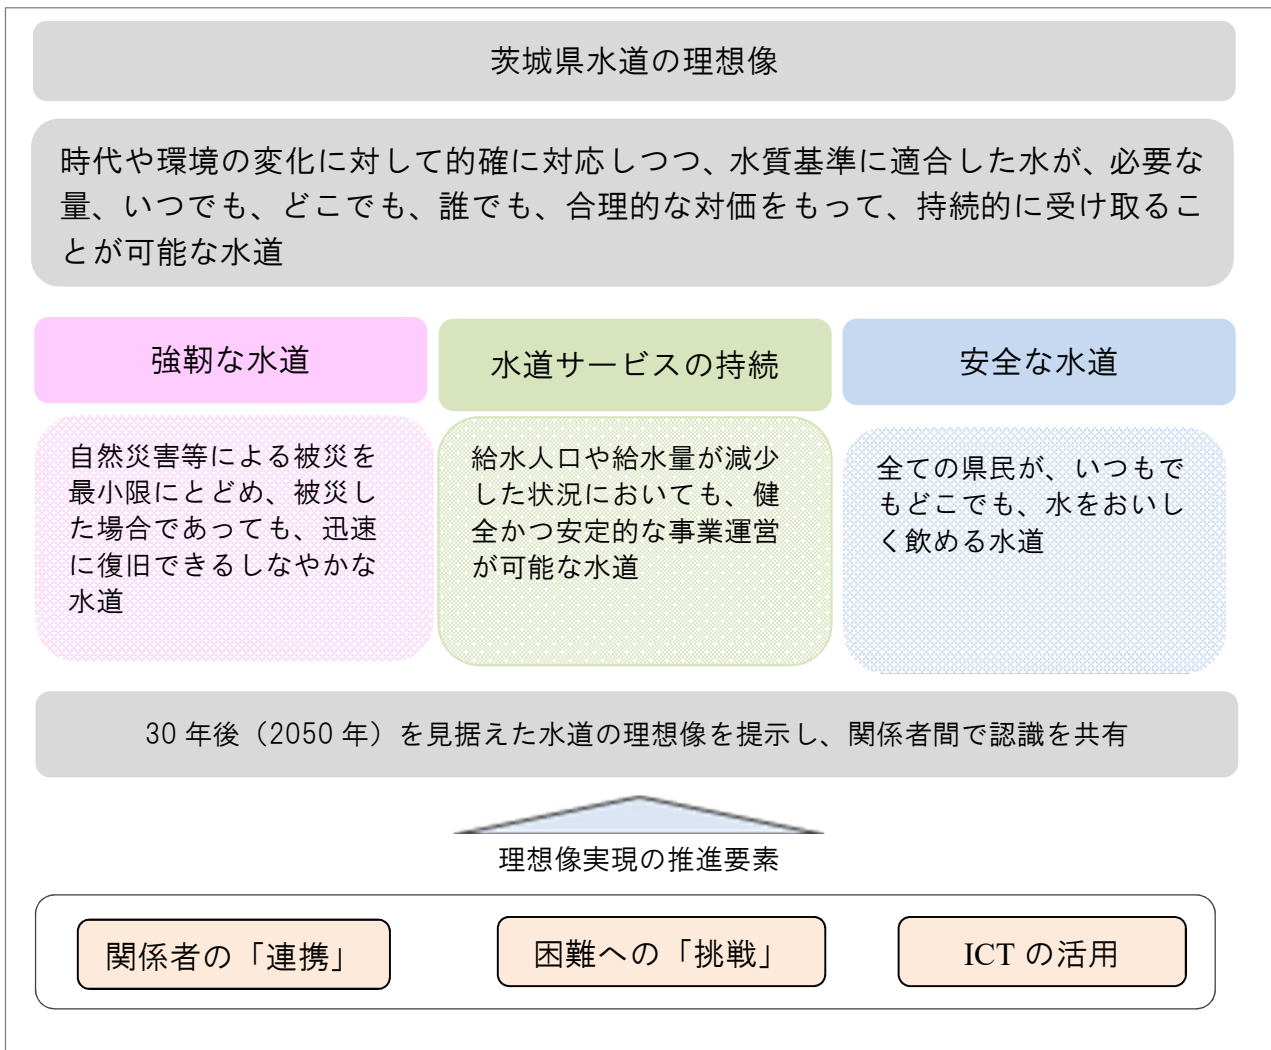 茨城県水道の理想像
時代や環境の変化に対して的確に対応しつつ、水質基準に適合した水が、必要な
量、いつでも、どこでも、誰でも、合理的な対価をもって、持続的に受け取るこ
とが可能な水道
強靭な水道
自然災害等による被災を
最小限にとどめ、被災し
た場合であっても、迅速
に復旧できるしなやかな
水道
水道サービスの持続
給水人口や給水量が減少
した状況においても、健
全かつ安定的な事業運営
が可能な水道
安全な水道
全ての県民が、いつもで
もどこでも、水をおいし
く飲める水道
30 年後（2050 年）を見据えた水道の理想像を提示し、関係者間で認識を共有
理想像実現の推進要素
関係者の「連携」
困難への「挑戦」
ICT の活用